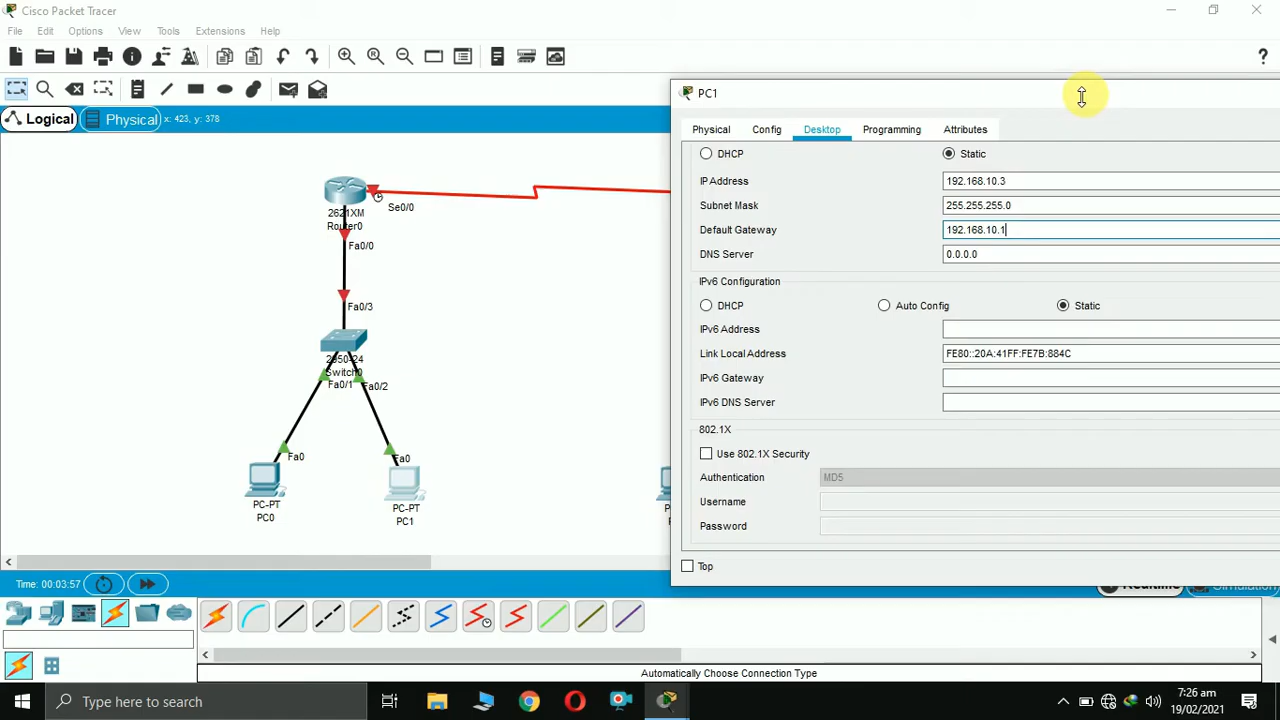 Cisco Packet Tracer
File Edit Options View Tools Extensions Help
?
Logical Physical x: 423, y: 378
PC1
Physical Config Desktop Programming Attributes
DHCP Static
IP Address 192.168.10.3
Subnet Mask 255.255.255.0
Default Gateway 192.168.10.1
DNS Server 0.0.0.0
IPv6 Configuration
DHCP Auto Config Static
IPv6 Address
Link Local Address FE80::20A:41FF:FE7B:884C
IPv6 Gateway
IPv6 DNS Server
802.1X
Use 802.1X Security
Authentication MD5
Username
Password
Top
Se0/0
2621XM
Router0
Fa0/0
Fa0/3
2950-24
Switch0
Fa0/1 Fa0/2
Fa0 Fa0
PC-PT PC-PT
PC0 PC1
Time: 00:03:57
Realtime Simulation
Automatically Choose Connection Type
Type here to search
7:26 am
19/02/2021